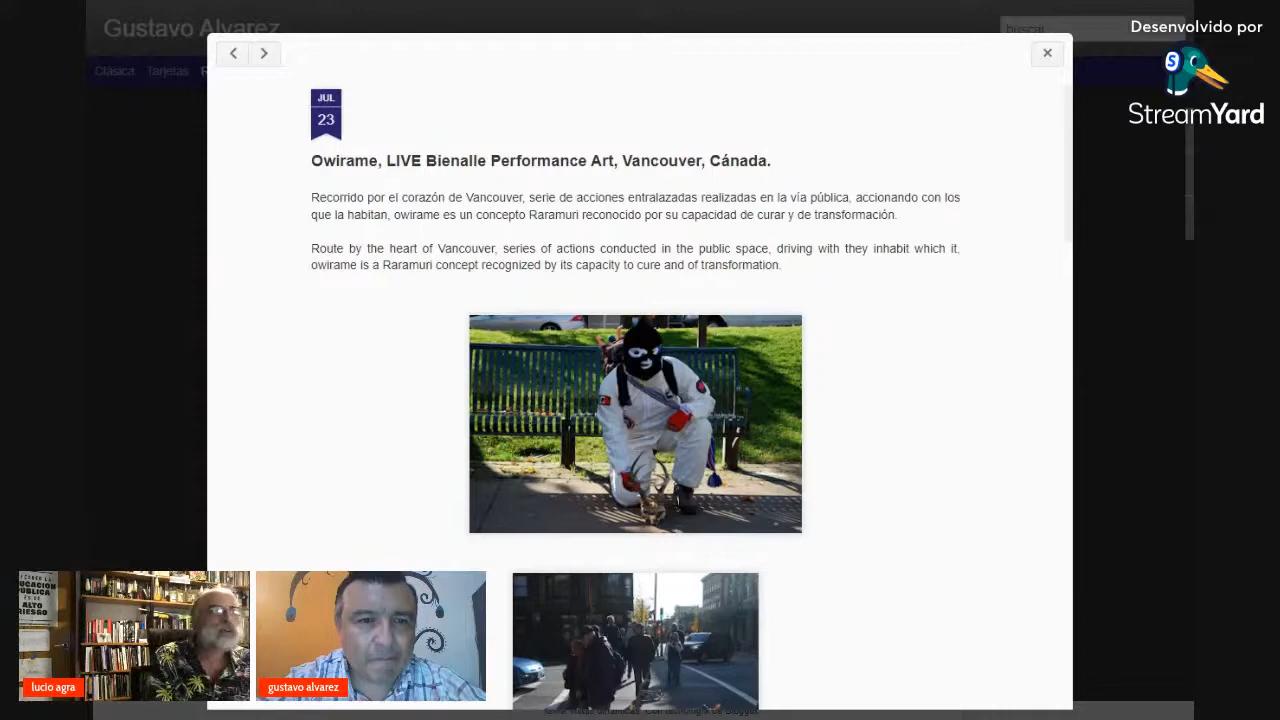 Gustavo Alvarez
buscar
Desenvolvido por
StreamYard
Clásica Tarjetas
JUL
23
Owirame, LIVE Bienalle Performance Art, Vancouver, Cánada.
Recorrido por el corazón de Vancouver, serie de acciones entralazadas realizadas en la vía pública, accionando con los
que la habitan, owirame es un concepto Raramuri reconocido por su capacidad de curar y de transformación.
Route by the heart of Vancouver, series of actions conducted in the public space, driving with they inhabit which it,
owirame is a Raramuri concept recognized by its capacity to cure and of transformation.
PÚBLICA
ALTO
RIESGO
lucio agra
gustavo alvarez